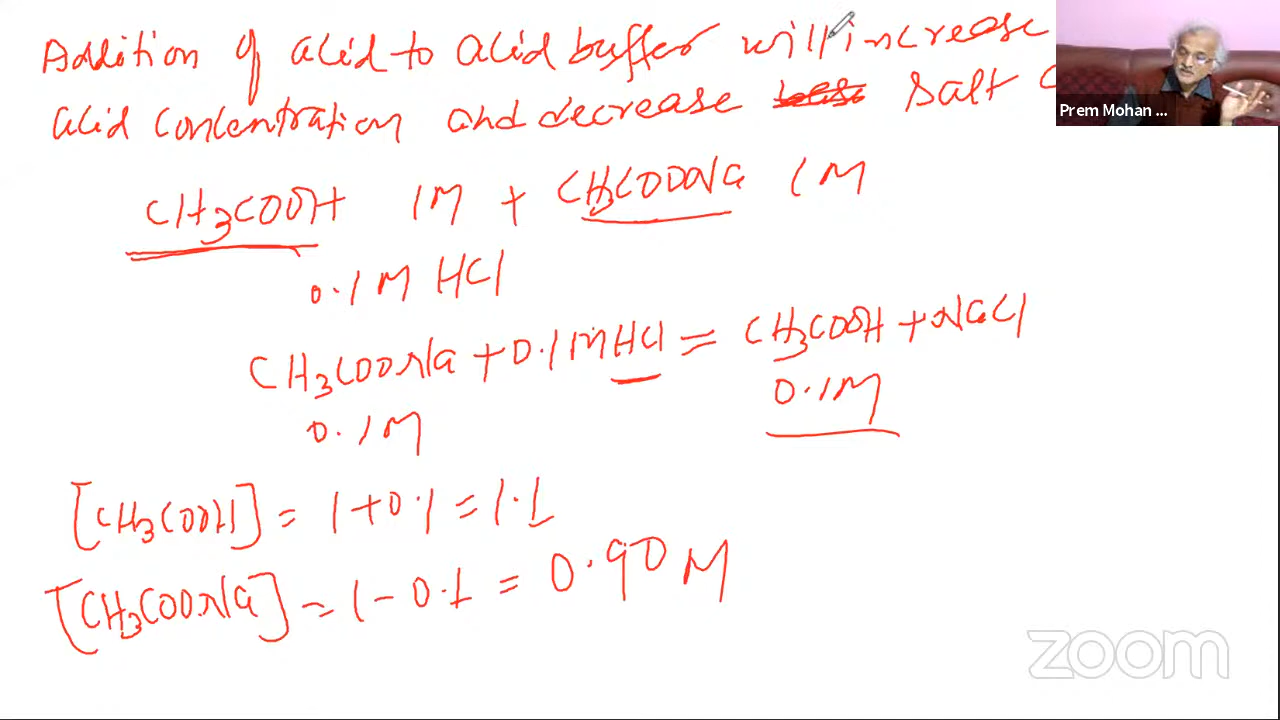 Addition of acid to acid buffer will increase
Prem Mohan ...
acid concentration and decrease salt C
CH3COOH 1M + CH3COONa 1M
0.1M HCl
CH3COONa + 0.1M HCl = CH3COOH + NaCl
0.1M 0.1M
[CH3COOH] = 1+0.1 = 1.1
[CH3COONa] = 1-0.1 = 0.90 M
zoom